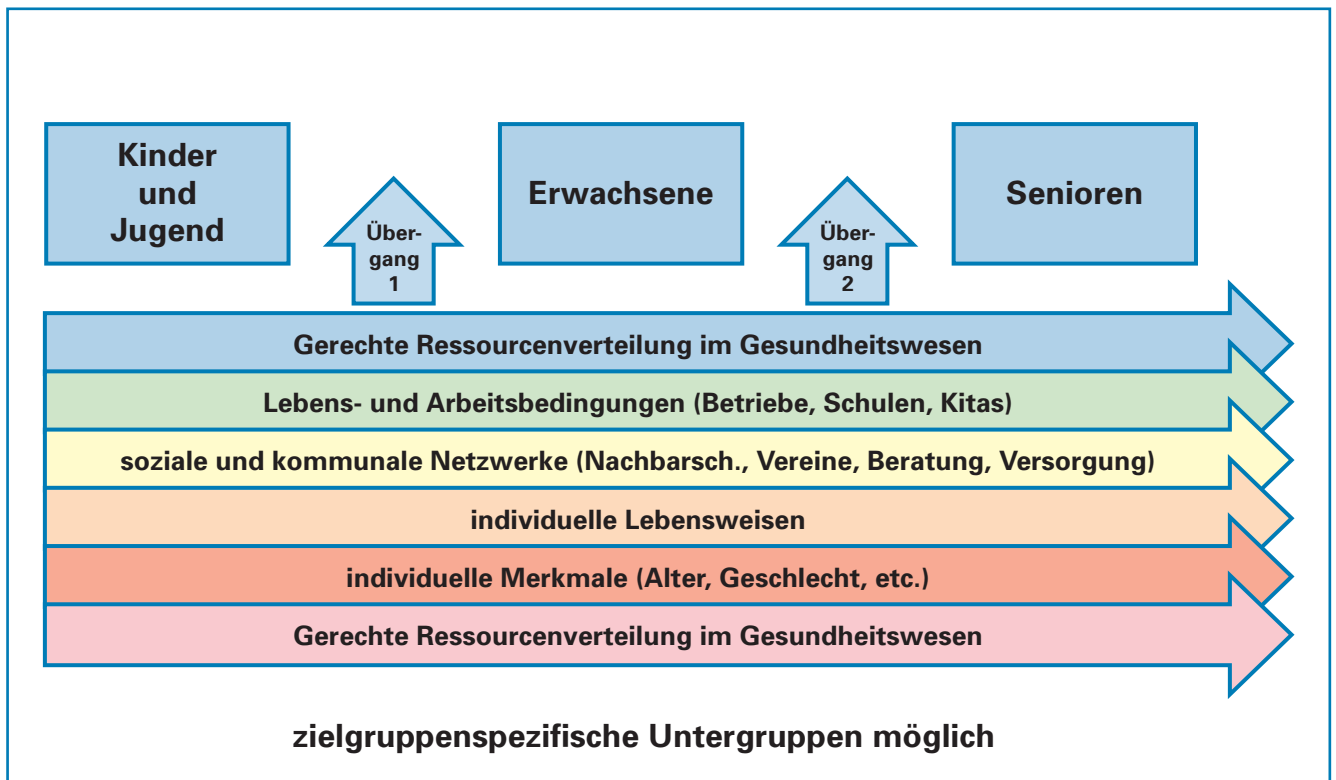 Kinder
und
Jugend
Über-
gang
1
Erwachsene
Über-
gang
2
Senioren
Gerechte Ressourcenverteilung im Gesundheitswesen
Lebens- und Arbeitsbedingungen (Betriebe, Schulen, Kitas)
soziale und kommunale Netzwerke (Nachbarsch., Vereine, Beratung, Versorgung)
individuelle Lebensweisen
individuelle Merkmale (Alter, Geschlecht, etc.)
Gerechte Ressourcenverteilung im Gesundheitswesen
zielgruppenspezifische Untergruppen möglich